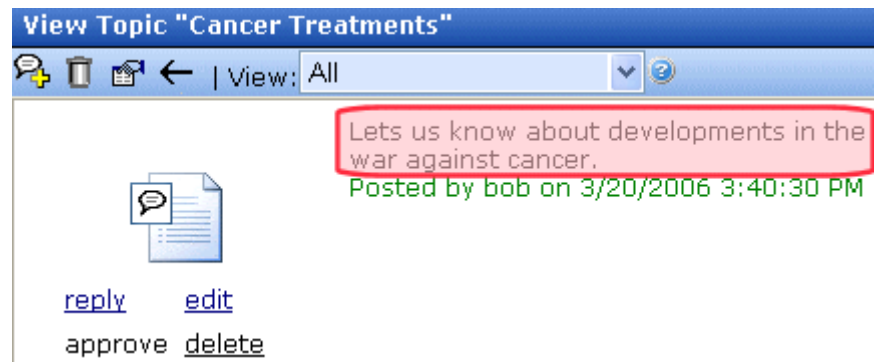 View Topic "Cancer Treatments"
| View: All
Lets us know about developments in the
war against cancer.
Posted by bob on 3/20/2006 3:40:30 PM
reply edit
approve delete